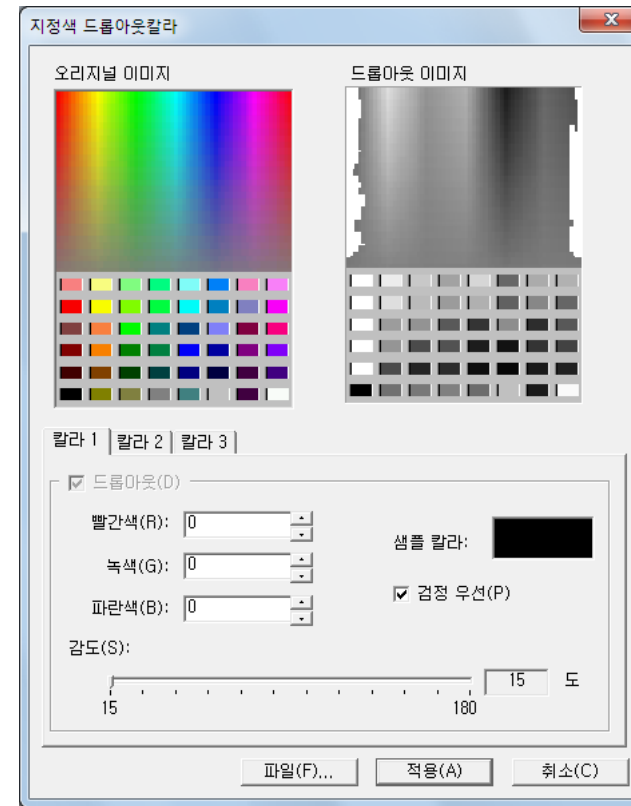 지정색 드롭아웃칼라
오리지널 이미지
드롭아웃 이미지
칼라 1 칼라 2 칼라 3
드롭아웃(D)
빨간색(R): 0
녹색(G): 0
파란색(B): 0
샘플 칼라:
검정 우선(P)
감도(S):
15 180
15 도
파일(F)... 적용(A) 취소(C)